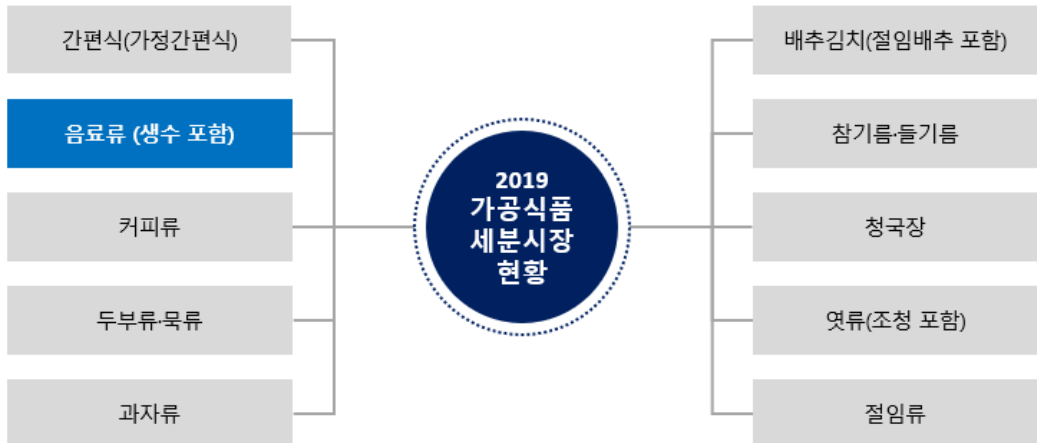 간편식(가정간편식)
음료류 (생수 포함)
커피류
두부류·묵류
과자류
2019
가공식품
세분시장
현황
배추김치(절임배추 포함)
참기름·들기름
청국장
엿류(조청 포함)
절임류